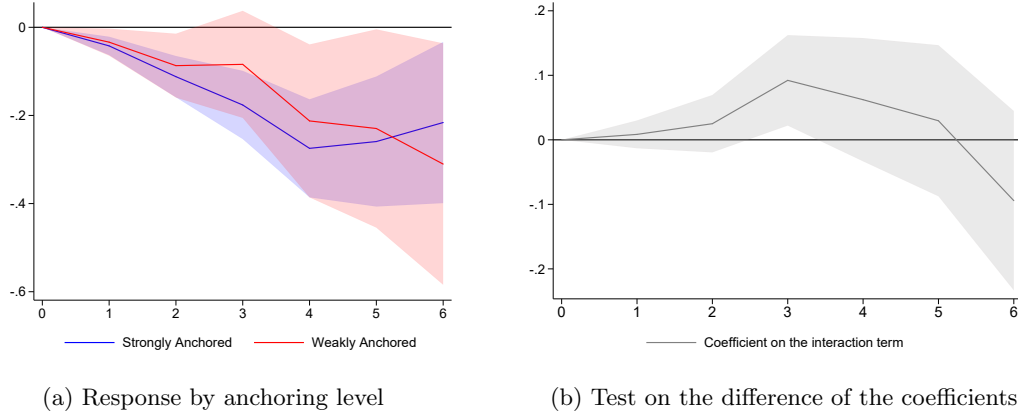 0
-.2
-.4
-.6
0 1 2 3 4 5 6
Strongly Anchored Weakly Anchored
(a) Response by anchoring level
.2
.1
0
-.1
-.2
0 1 2 3 4 5 6
Coefficient on the interaction term
(b) Test on the difference of the coefficients